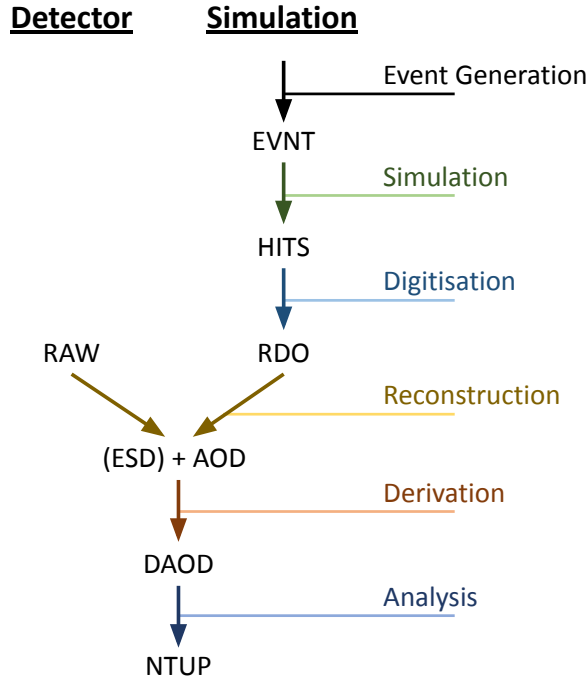 Detector Simulation
Event Generation
EVNT
Simulation
HITS
Digitisation
RAW RDO
Reconstruction
(ESD) + AOD
Derivation
DAOD
Analysis
NTUP